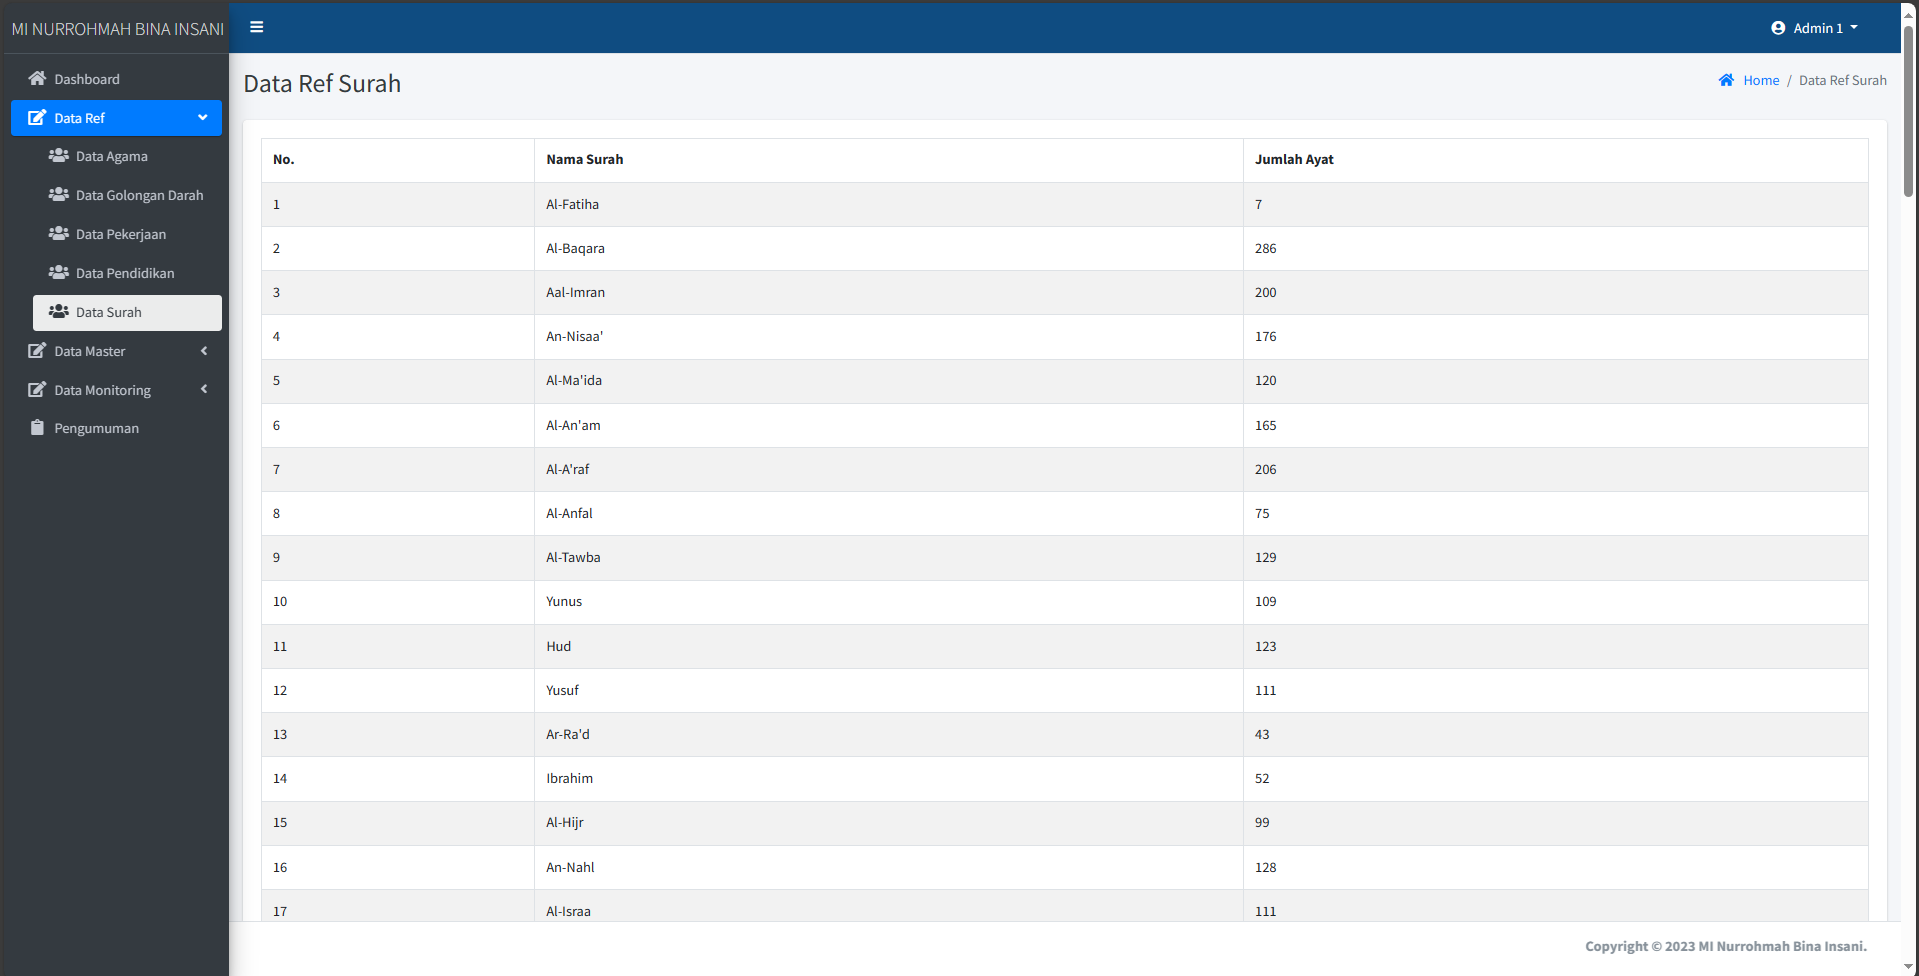 MI NURROHMAH BINA INSANI
Admin 1
Dashboard
Data Ref
Data Agama
Data Golongan Darah
Data Pekerjaan
Data Pendidikan
Data Surah
Data Master
Data Monitoring
Pengumuman
Data Ref Surah
Home / Data Ref Surah
No. Nama Surah Jumlah Ayat
1 Al-Fatiha 7
2 Al-Baqara 286
3 Aal-Imran 200
4 An-Nisaa' 176
5 Al-Ma'ida 120
6 Al-An'am 165
7 Al-A'raf 206
8 Al-Anfal 75
9 Al-Tawba 129
10 Yunus 109
11 Hud 123
12 Yusuf 111
13 Ar-Ra'd 43
14 Ibrahim 52
15 Al-Hijr 99
16 An-Nahl 128
17 Al-Israa 111
Copyright © 2023 MI Nurrohmah Bina Insani.